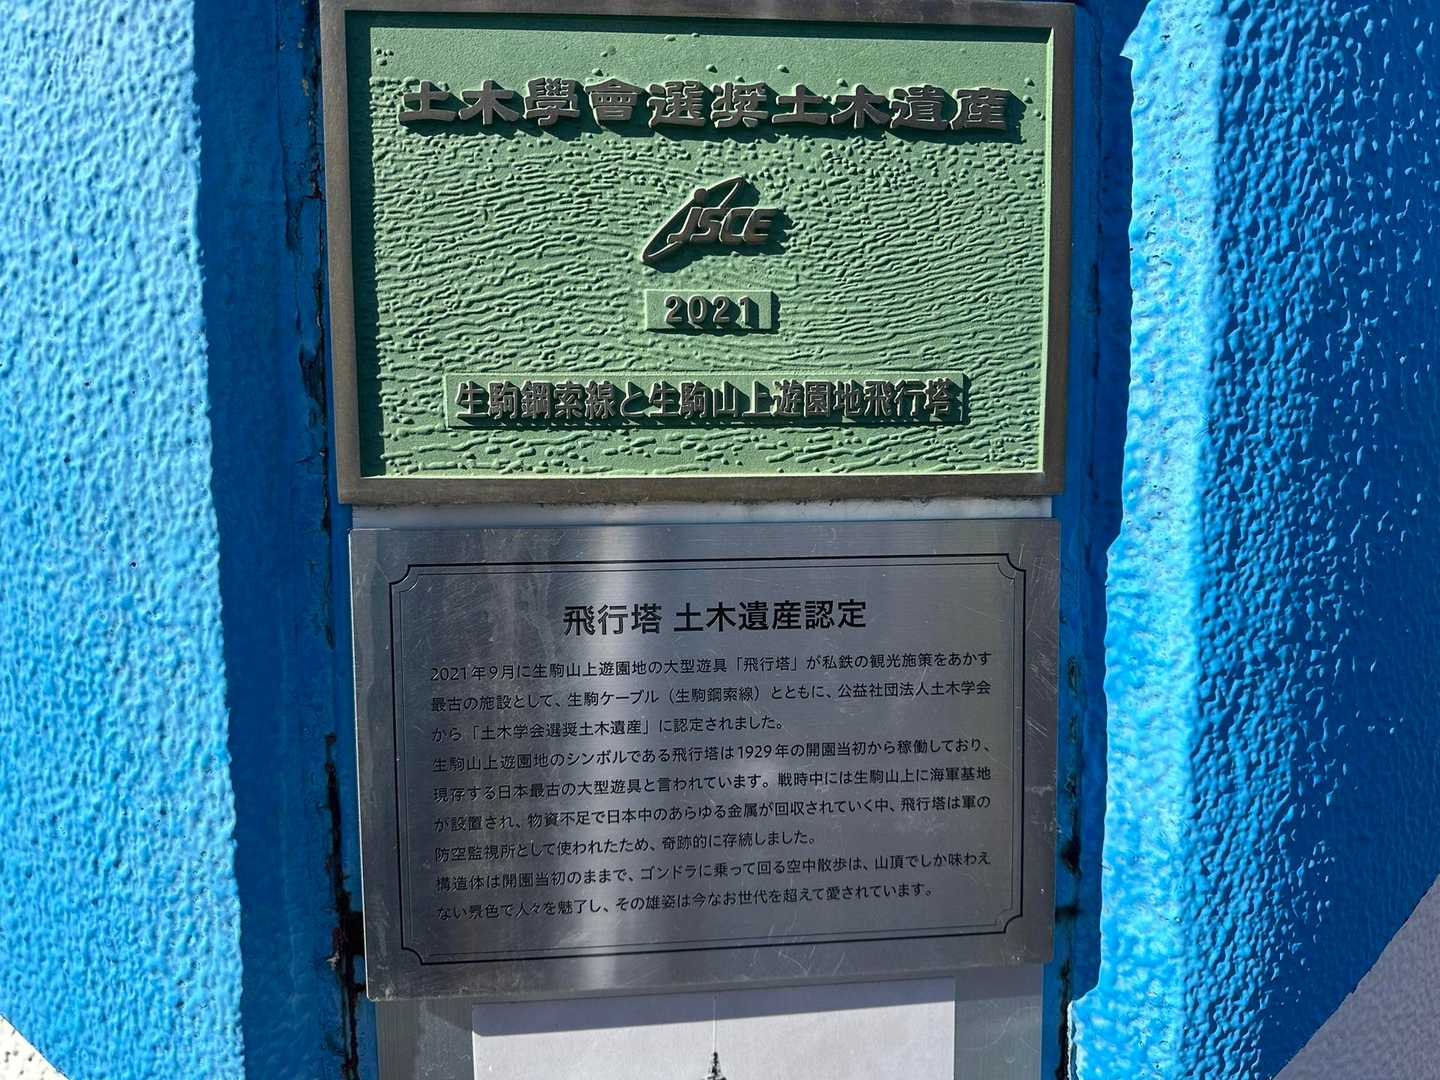 土木學會選奨土木遺産
JSCE
2021
生駒鋼索線と生駒山上遊園地飛行塔
飛行塔 土木遺産認定
2021年9月に生駒山上遊園地の大型遊具「飛行塔」が私鉄の観光施策をあかす
最古の施設として、生駒ケーブル（生駒鋼索線）とともに、公益社団法人土木学会
から「土木学会選奨土木遺産」に認定されました。
生駒山上遊園地のシンボルである飛行塔は1929年の開園当初から稼働しており、
現存する日本最古の大型遊具と言われています。戦時中には生駒山上に海軍基地
が設置され、物資不足で日本中のあらゆる金属が回収されていく中、飛行塔は軍の
防空監視所として使われたため、奇跡的に存続しました。
構造体は開園当初のままで、ゴンドラに乗って回る空中散歩は、山頂でしか味わえ
ない景色で人々を魅了し、その雄姿は今なお世代を超えて愛されています。